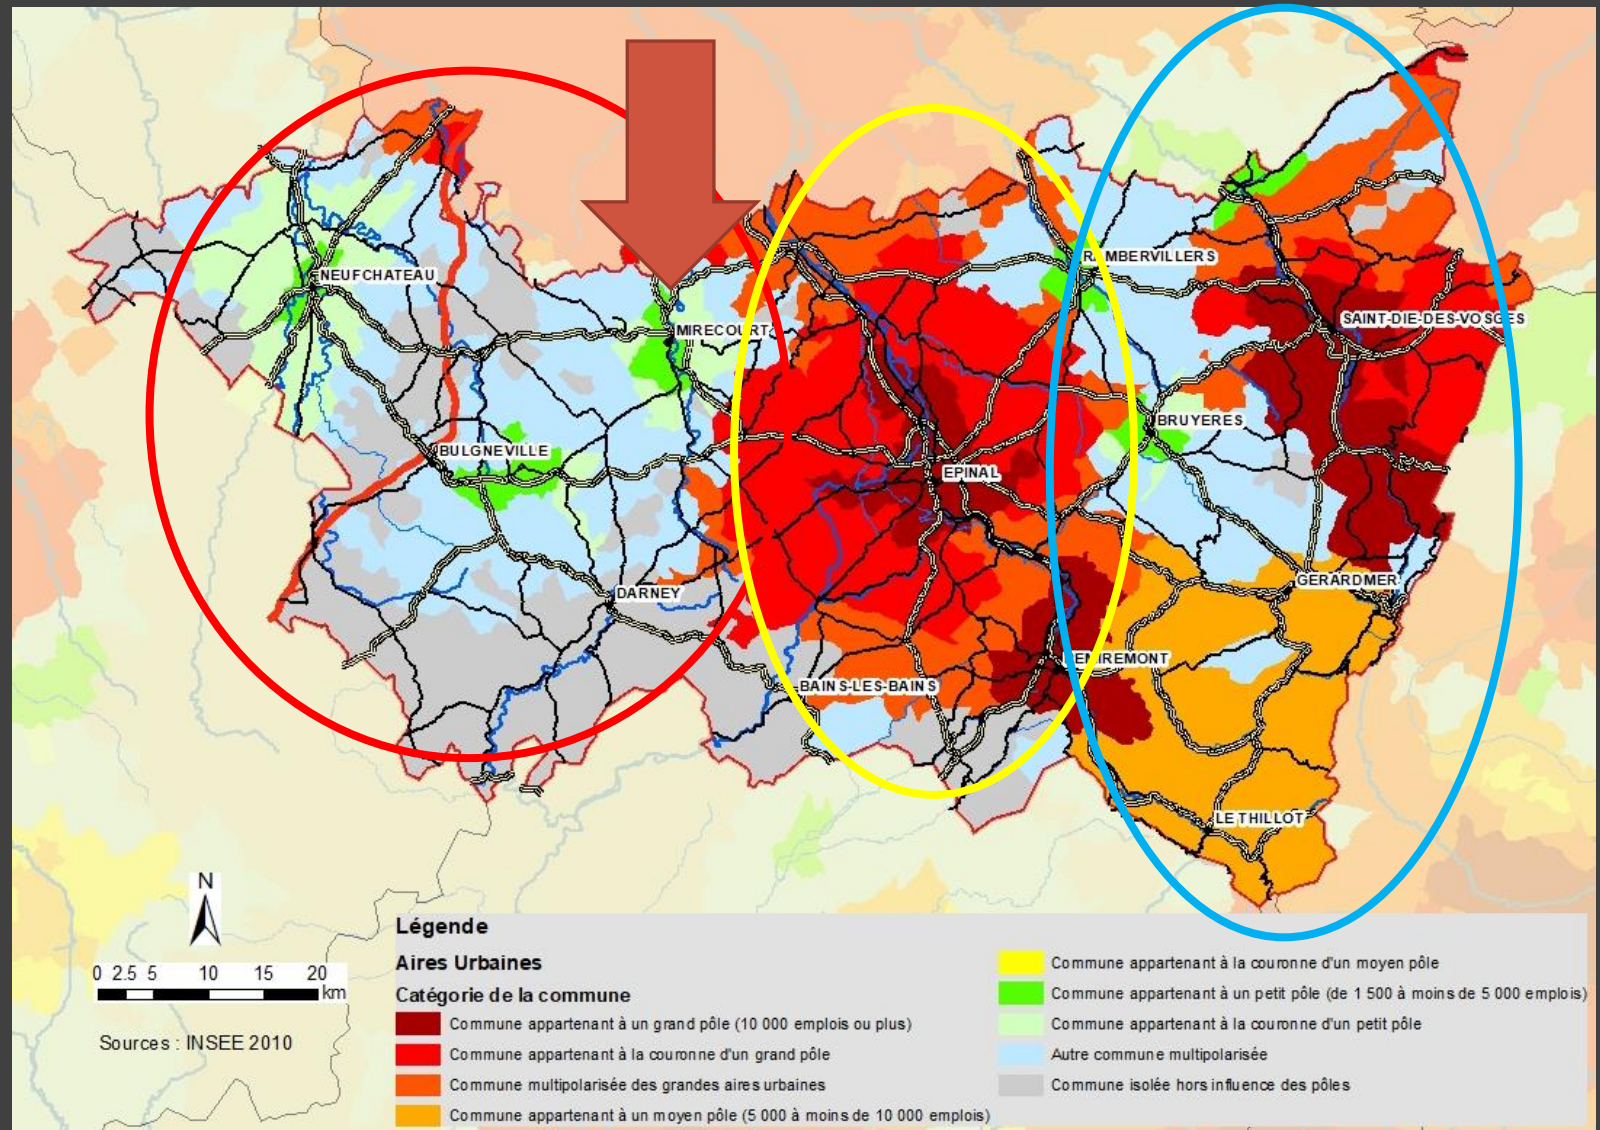 NEUFCHATEAU
MIRECOURT
RAMBERVILLERS
SAINT-DIE-DES-VOSGES
BULGNEVILLE
BRUYERES
EPINAL
DARNEY
GERARDMER
REMIREMONT
BAINS-LES-BAINS
LE THILLOT
N
0 2.5 5 10 15 20
km
Sources : INSEE 2010
Légende
Aires Urbaines
Catégorie de la commune
Commune appartenant à un grand pôle (10 000 emplois ou plus)
Commune appartenant à la couronne d'un grand pôle
Commune multipolarisée des grandes aires urbaines
Commune appartenant à un moyen pôle (5 000 à moins de 10 000 emplois)
Commune appartenant à la couronne d'un moyen pôle
Commune appartenant à un petit pôle (de 1 500 à moins de 5 000 emplois)
Commune appartenant à la couronne d'un petit pôle
Autre commune multipolarisée
Commune isolée hors influence des pôles